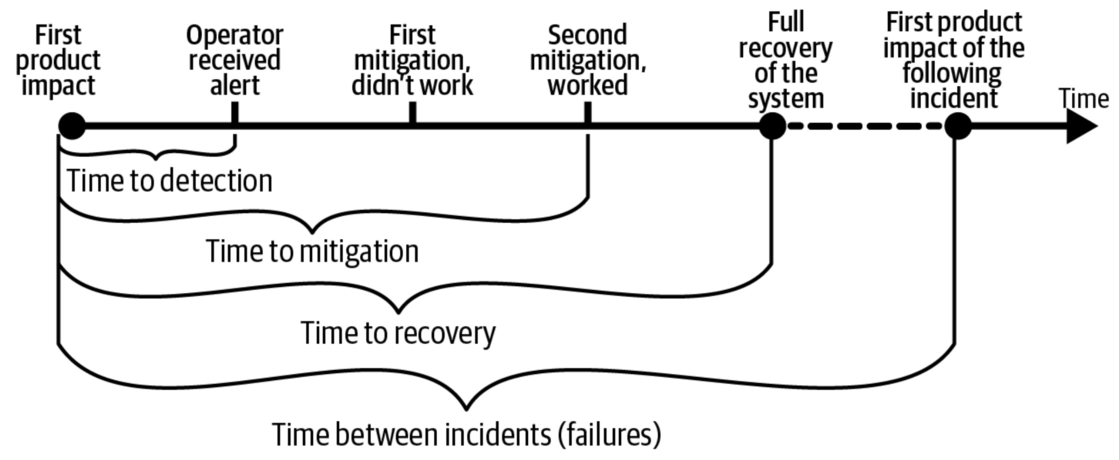 First
product
impact
Operator
received
alert
First
mitigation,
didn't work
Second
mitigation,
worked
Full
recovery
of the
system
First product
impact of the
following
incident
Time
Time to detection
Time to mitigation
Time to recovery
Time between incidents (failures)